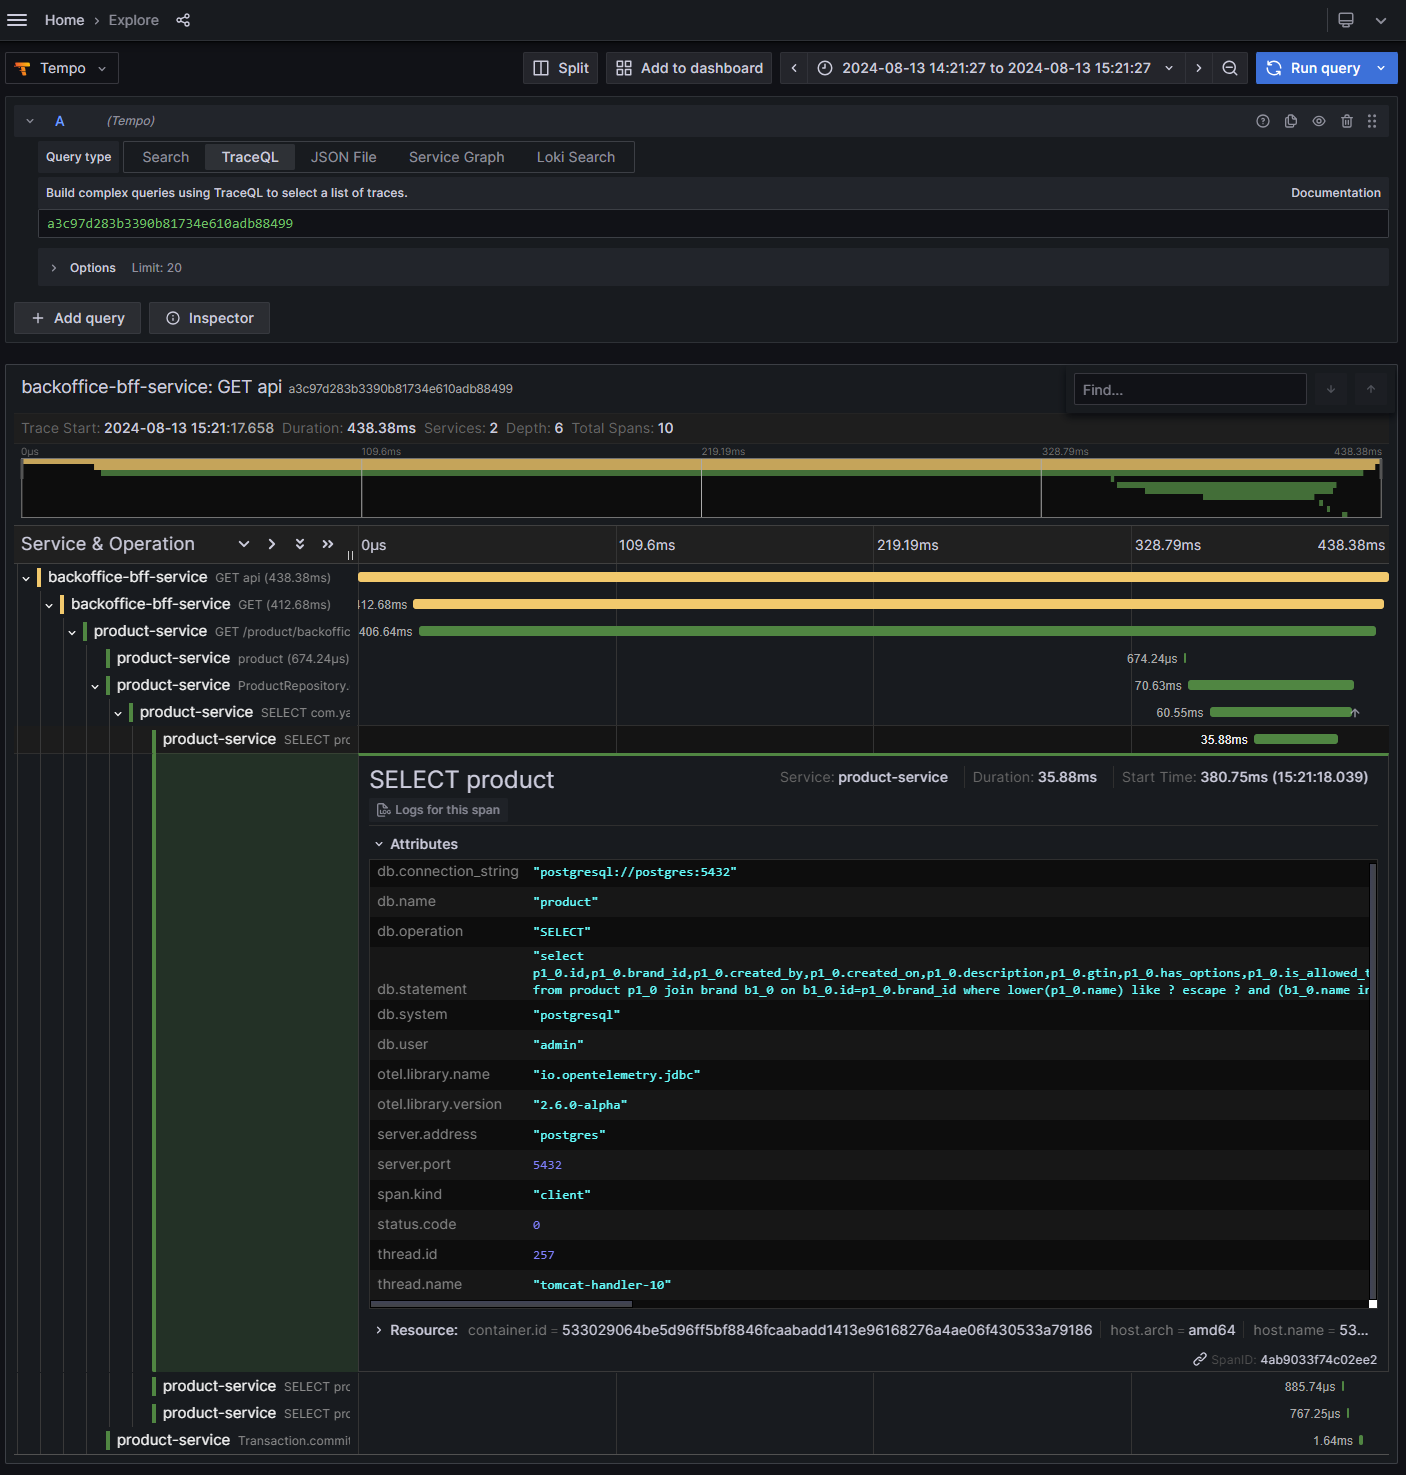 Home › Explore
Tempo
Split
Add to dashboard
2024-08-13 14:21:27 to 2024-08-13 15:21:27
Run query
A (Tempo)
Query type Search TraceQL JSON File Service Graph Loki Search
Build complex queries using TraceQL to select a list of traces. Documentation
a3c97d283b3390b81734e610adb88499
Options Limit: 20
+ Add query Inspector
backoffice-bff-service: GET api a3c97d283b3390b81734e610adb88499
Find...
Trace Start: 2024-08-13 15:21:17.658 Duration: 438.38ms Services: 2 Depth: 6 Total Spans: 10
0μs 109.6ms 219.19ms 328.79ms 438.38ms
Service & Operation 0μs 109.6ms 219.19ms 328.79ms 438.38ms
backoffice-bff-service GET api (438.38ms)
backoffice-bff-service GET (412.68ms) 412.68ms
product-service GET /product/backoffic 406.64ms
product-service product (674.24μs) 674.24μs
product-service ProductRepository. 70.63ms
product-service SELECT com.ya 60.55ms
product-service SELECT prc 35.88ms
SELECT product Service: product-service Duration: 35.88ms Start Time: 380.75ms (15:21:18.039)
Logs for this span
Attributes
db.connection_string "postgresql://postgres:5432"
db.name "product"
db.operation "SELECT"
"select
p1_0.id,p1_0.brand_id,p1_0.created_by,p1_0.created_on,p1_0.description,p1_0.gtin,p1_0.has_options,p1_0.is_allowed_t
db.statement from product p1_0 join brand b1_0 on b1_0.id=p1_0.brand_id where lower(p1_0.name) like ? escape ? and (b1_0.name in
db.system "postgresql"
db.user "admin"
otel.library.name "io.opentelemetry.jdbc"
otel.library.version "2.6.0-alpha"
server.address "postgres"
server.port 5432
span.kind "client"
status.code 0
thread.id 257
thread.name "tomcat-handler-10"
Resource: container.id = 533029064be5d96ff5bf8846fcaabadd1413e96168276a4ae06f430533a79186 host.arch = amd64 host.name = 53...
SpanID: 4ab9033f74c02ee2
product-service SELECT prc 885.74μs
product-service SELECT prc 767.25μs
product-service Transaction.commit 1.64ms